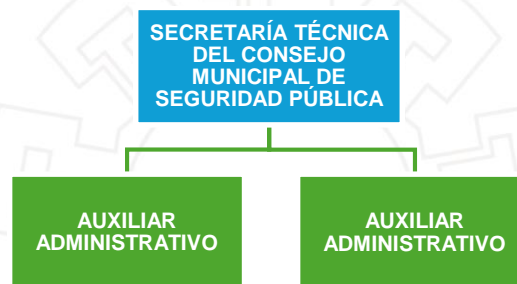 SECRETARÍA TÉCNICA
DEL CONSEJO
MUNICIPAL DE
SEGURIDAD PÚBLICA
AUXILIAR
ADMINISTRATIVO
AUXILIAR
ADMINISTRATIVO